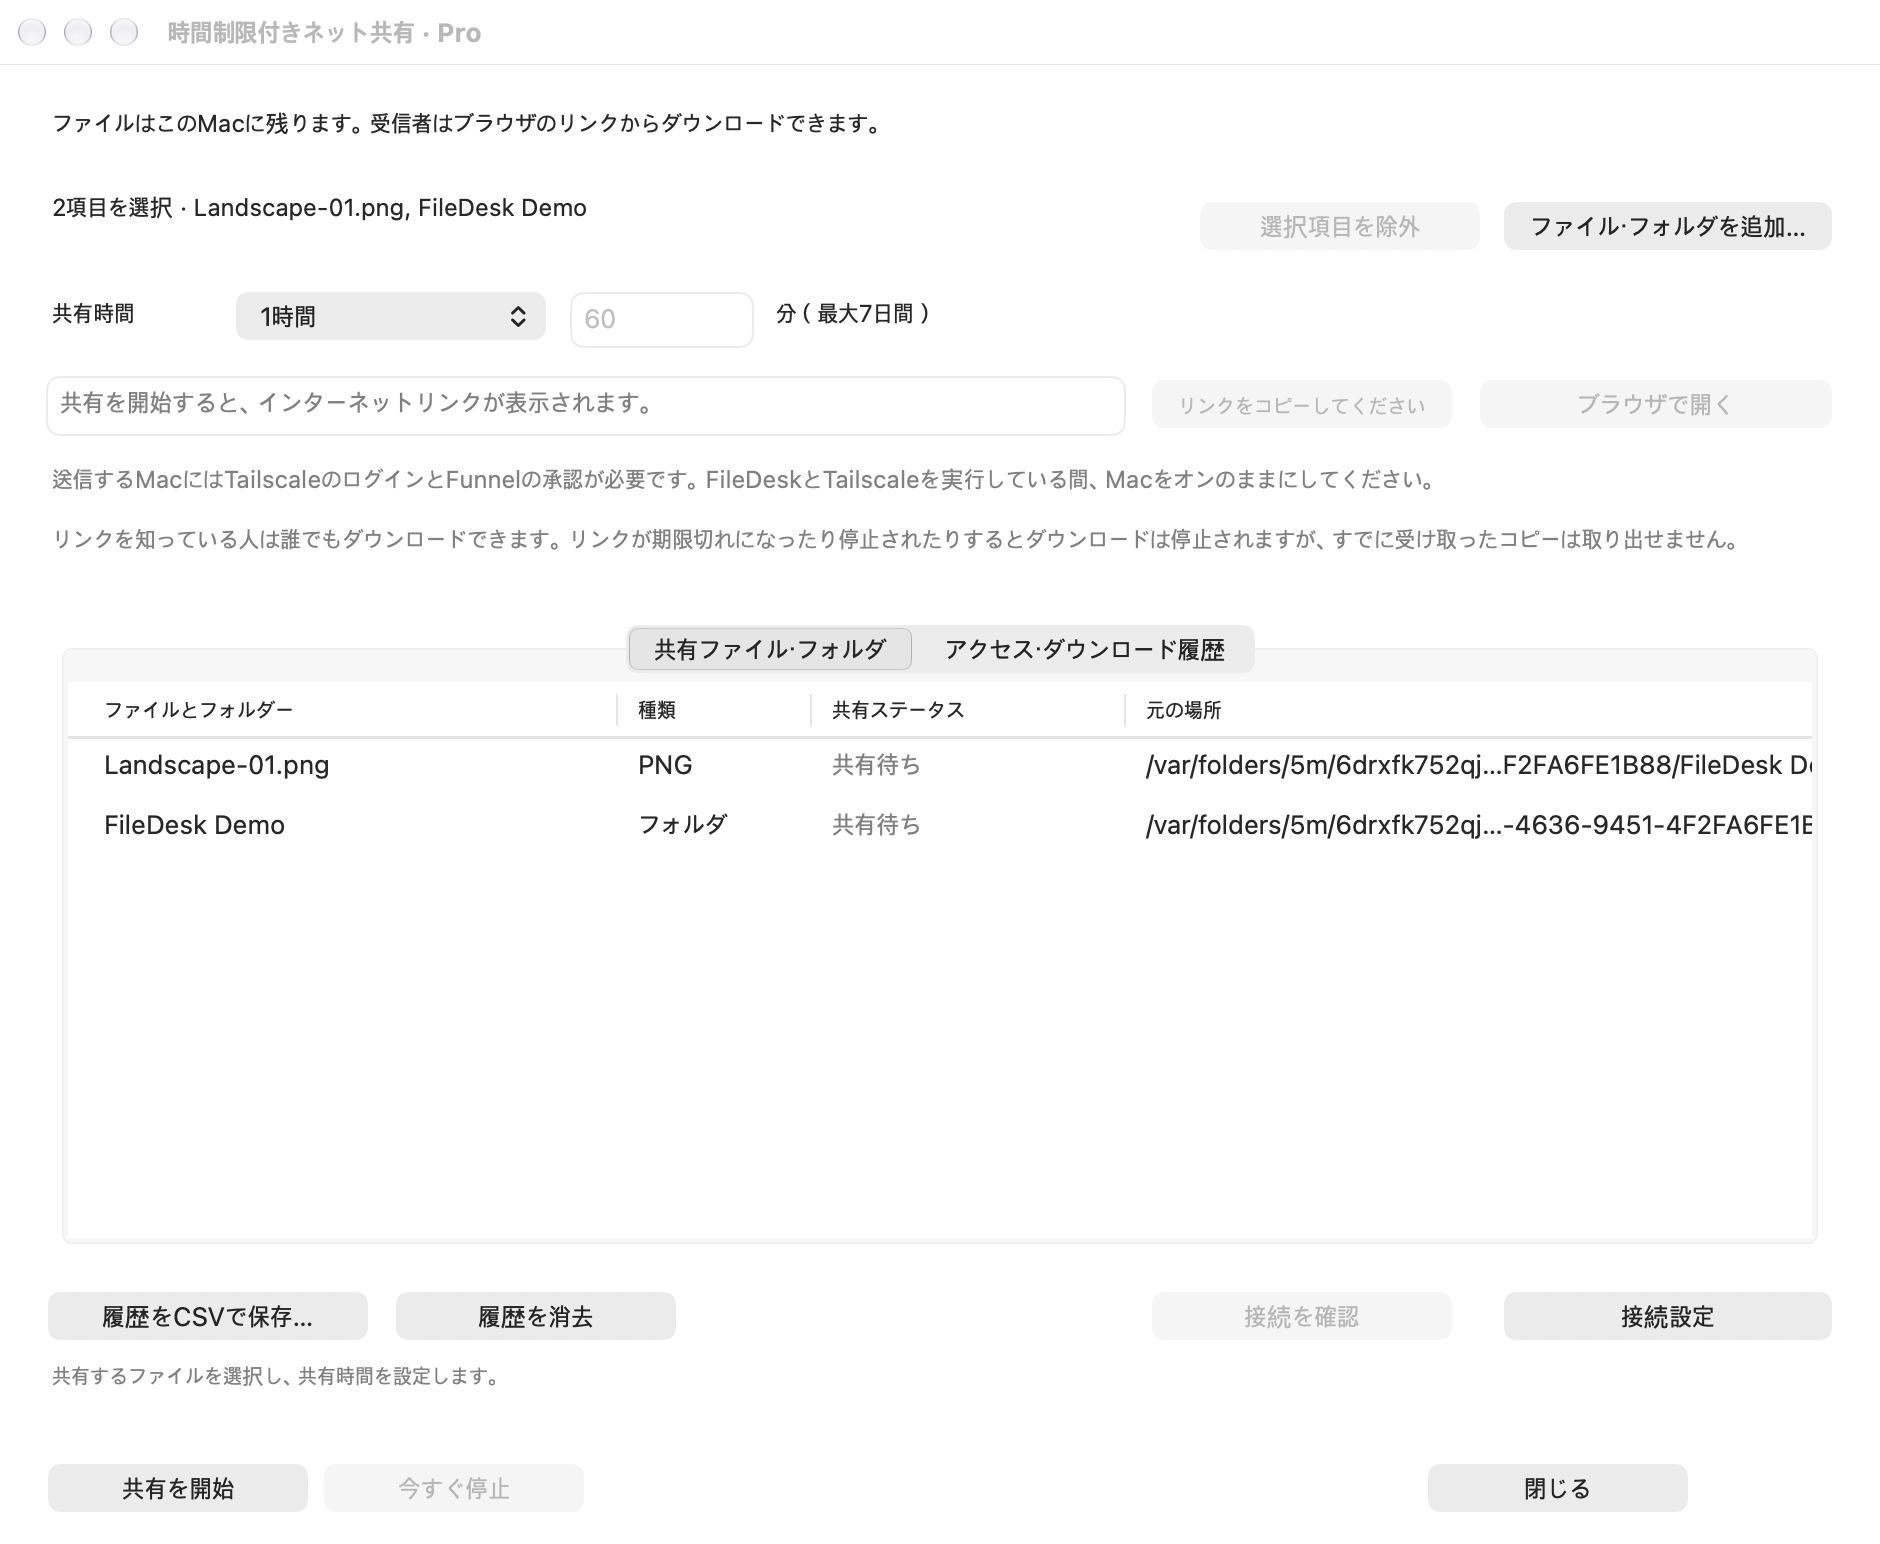 時間制限付きネット共有 · Pro
ファイルはこのMacに残ります。受信者はブラウザのリンクからダウンロードできます。
2項目を選択 · Landscape-01.png, FileDesk Demo
選択項目を除外
ファイル·フォルダを追加...
共有時間
1時間
60
分 ( 最大7日間 )
共有を開始すると、インターネットリンクが表示されます。
リンクをコピーしてください
ブラウザで開く
送信するMacにはTailscaleのログインとFunnelの承認が必要です。FileDeskとTailscaleを実行している間、Macをオンのままにしてください。
リンクを知っている人は誰でもダウンロードできます。リンクが期限切れになったり停止されたりするとダウンロードは停止されますが、すでに受け取ったコピーは取り出せません。
共有ファイル·フォルダ
アクセス·ダウンロード履歴
ファイルとフォルダー
種類
共有ステータス
元の場所
Landscape-01.png
PNG
共有待ち
/var/folders/5m/6drxfk752qj...F2FA6FE1B88/FileDesk De
FileDesk Demo
フォルダ
共有待ち
/var/folders/5m/6drxfk752qj...-4636-9451-4F2FA6FE1B
履歴をCSVで保存...
履歴を消去
接続を確認
接続設定
共有するファイルを選択し、共有時間を設定します。
共有を開始
今すぐ停止
閉じる